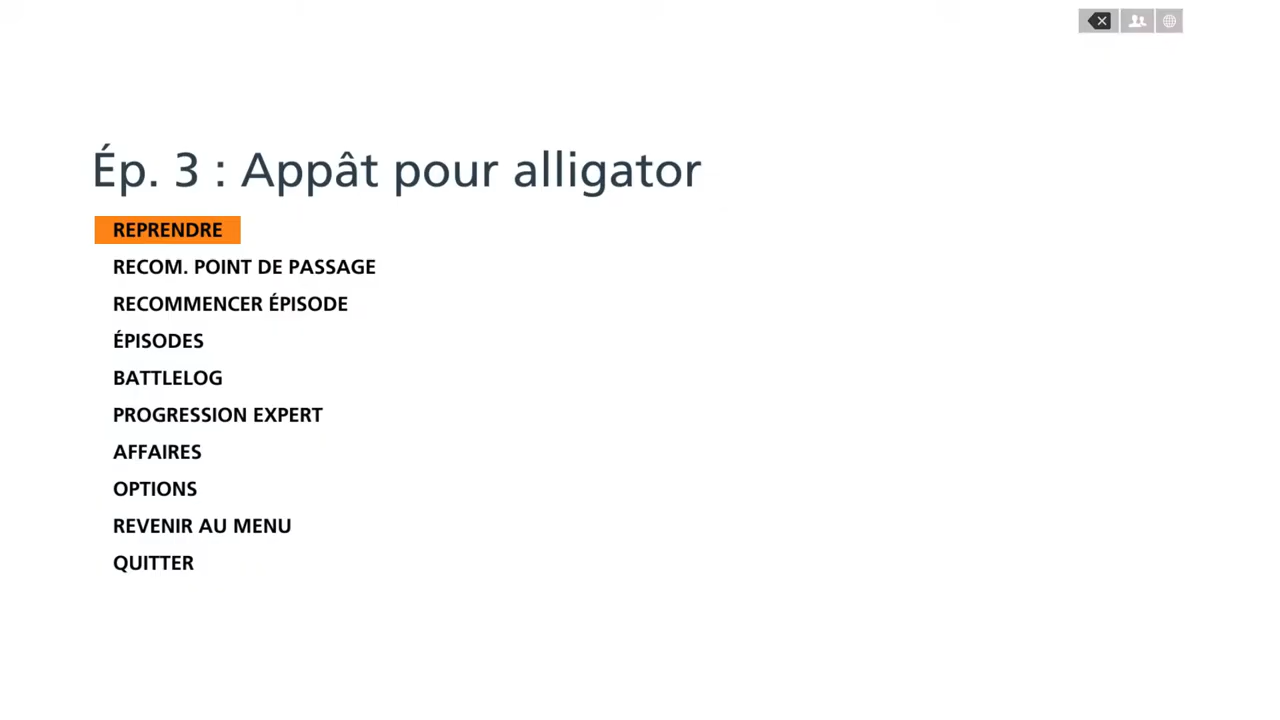 Ép. 3 : Appât pour alligator
REPRENDRE
RECOM. POINT DE PASSAGE
RECOMMENCER ÉPISODE
ÉPISODES
BATTLELOG
PROGRESSION EXPERT
AFFAIRES
OPTIONS
REVENIR AU MENU
QUITTER